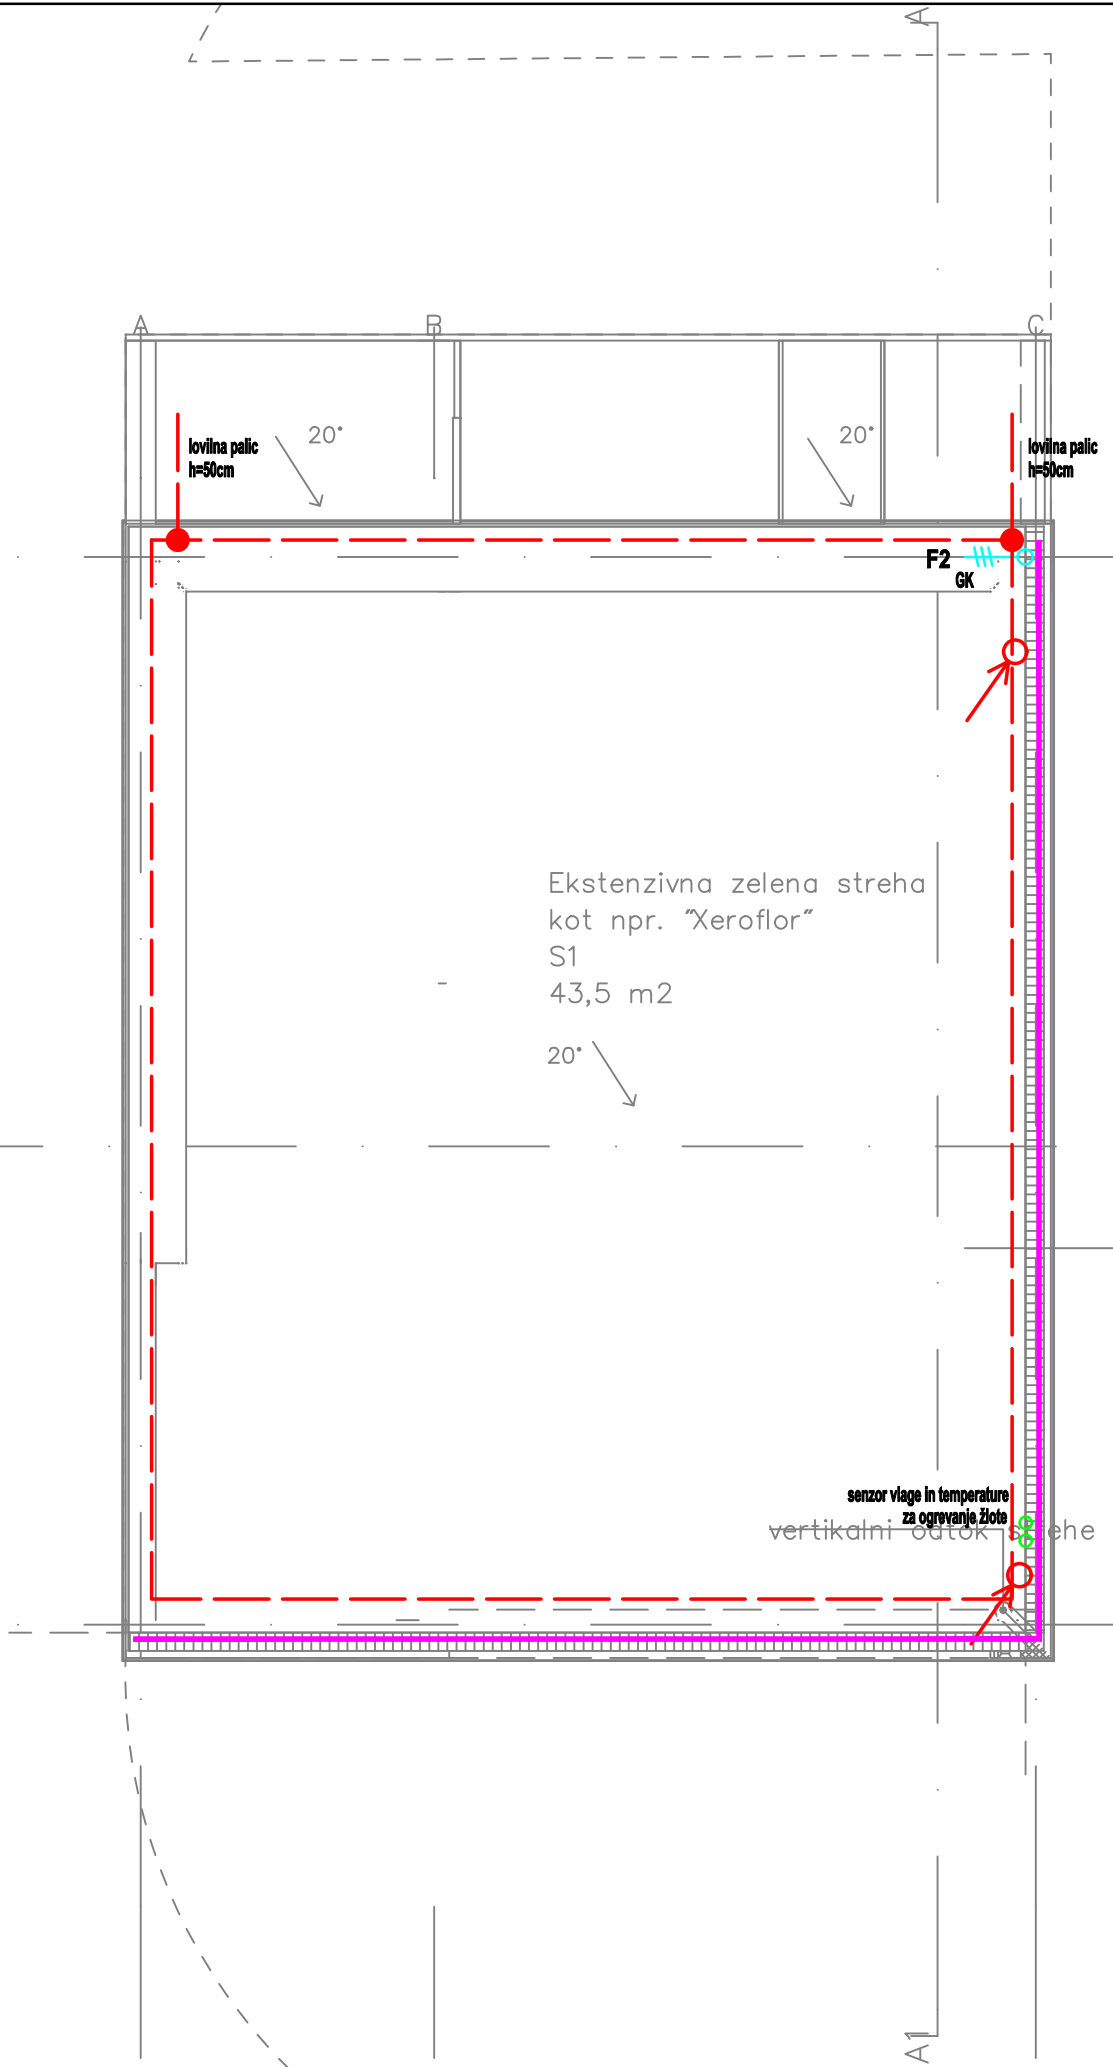 A
A
B
C
lovilna palic
h=50cm
20°
20°
lovilna palic
h=50cm
F2
GK
Ekstenzivna zelena streha
kot npr. "Xeroflor"
S1
43,5 m2
20°
senzor vlage in temperature
za ogrevanje žlote
vertikalni odtok strehe
A1